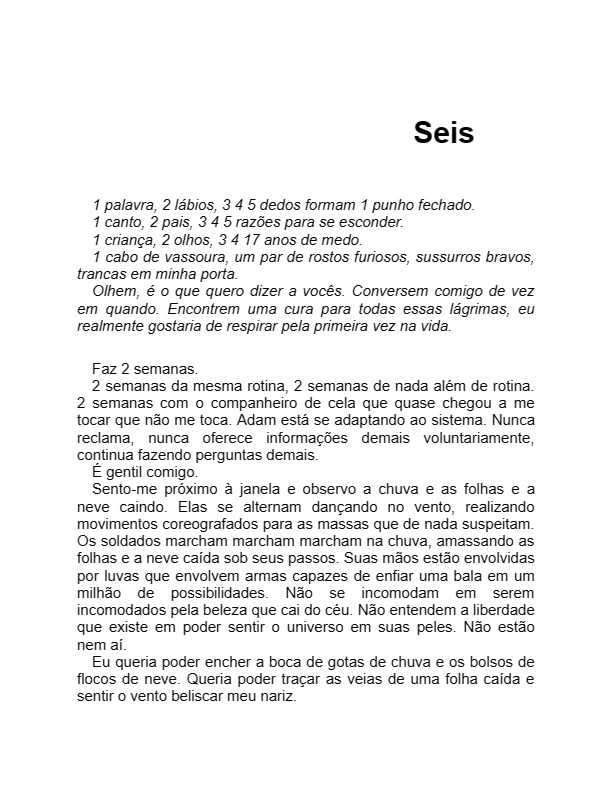 Seis
1 palavra, 2 lábios, 3 4 5 dedos formam 1 punho fechado.
1 canto, 2 pais, 3 4 5 razões para se esconder.
1 criança, 2 olhos, 3 4 17 anos de medo.
1 cabo de vassoura, um par de rostos furiosos, sussurros bravos,
trancas em minha porta.
Olhem, é o que quero dizer a vocês. Conversem comigo de vez
em quando. Encontrem uma cura para todas essas lágrimas, eu
realmente gostaria de respirar pela primeira vez na vida.
Faz 2 semanas.
2 semanas da mesma rotina, 2 semanas de nada além de rotina.
2 semanas com o companheiro de cela que quase chegou a me
tocar que não me toca. Adam está se adaptando ao sistema. Nunca
reclama, nunca oferece informações demais voluntariamente,
continua fazendo perguntas demais.
É gentil comigo.
Sento-me próximo à janela e observo a chuva e as folhas e a
neve caindo. Elas se alternam dançando no vento, realizando
movimentos coreografados para as massas que de nada suspeitam.
Os soldados marcham marcham marcham na chuva, amassando as
folhas e a neve caída sob seus passos. Suas mãos estão envolvidas
por luvas que envolvem armas capazes de enfiar uma bala em um
milhão de possibilidades. Não se incomodam em serem
incomodados pela beleza que cai do céu. Não entendem a liberdade
que existe em poder sentir o universo em suas peles. Não estão
nem aí.
Eu queria poder encher a boca de gotas de chuva e os bolsos de
flocos de neve. Queria poder traçar as veias de uma folha caída e
sentir o vento beliscar meu nariz.